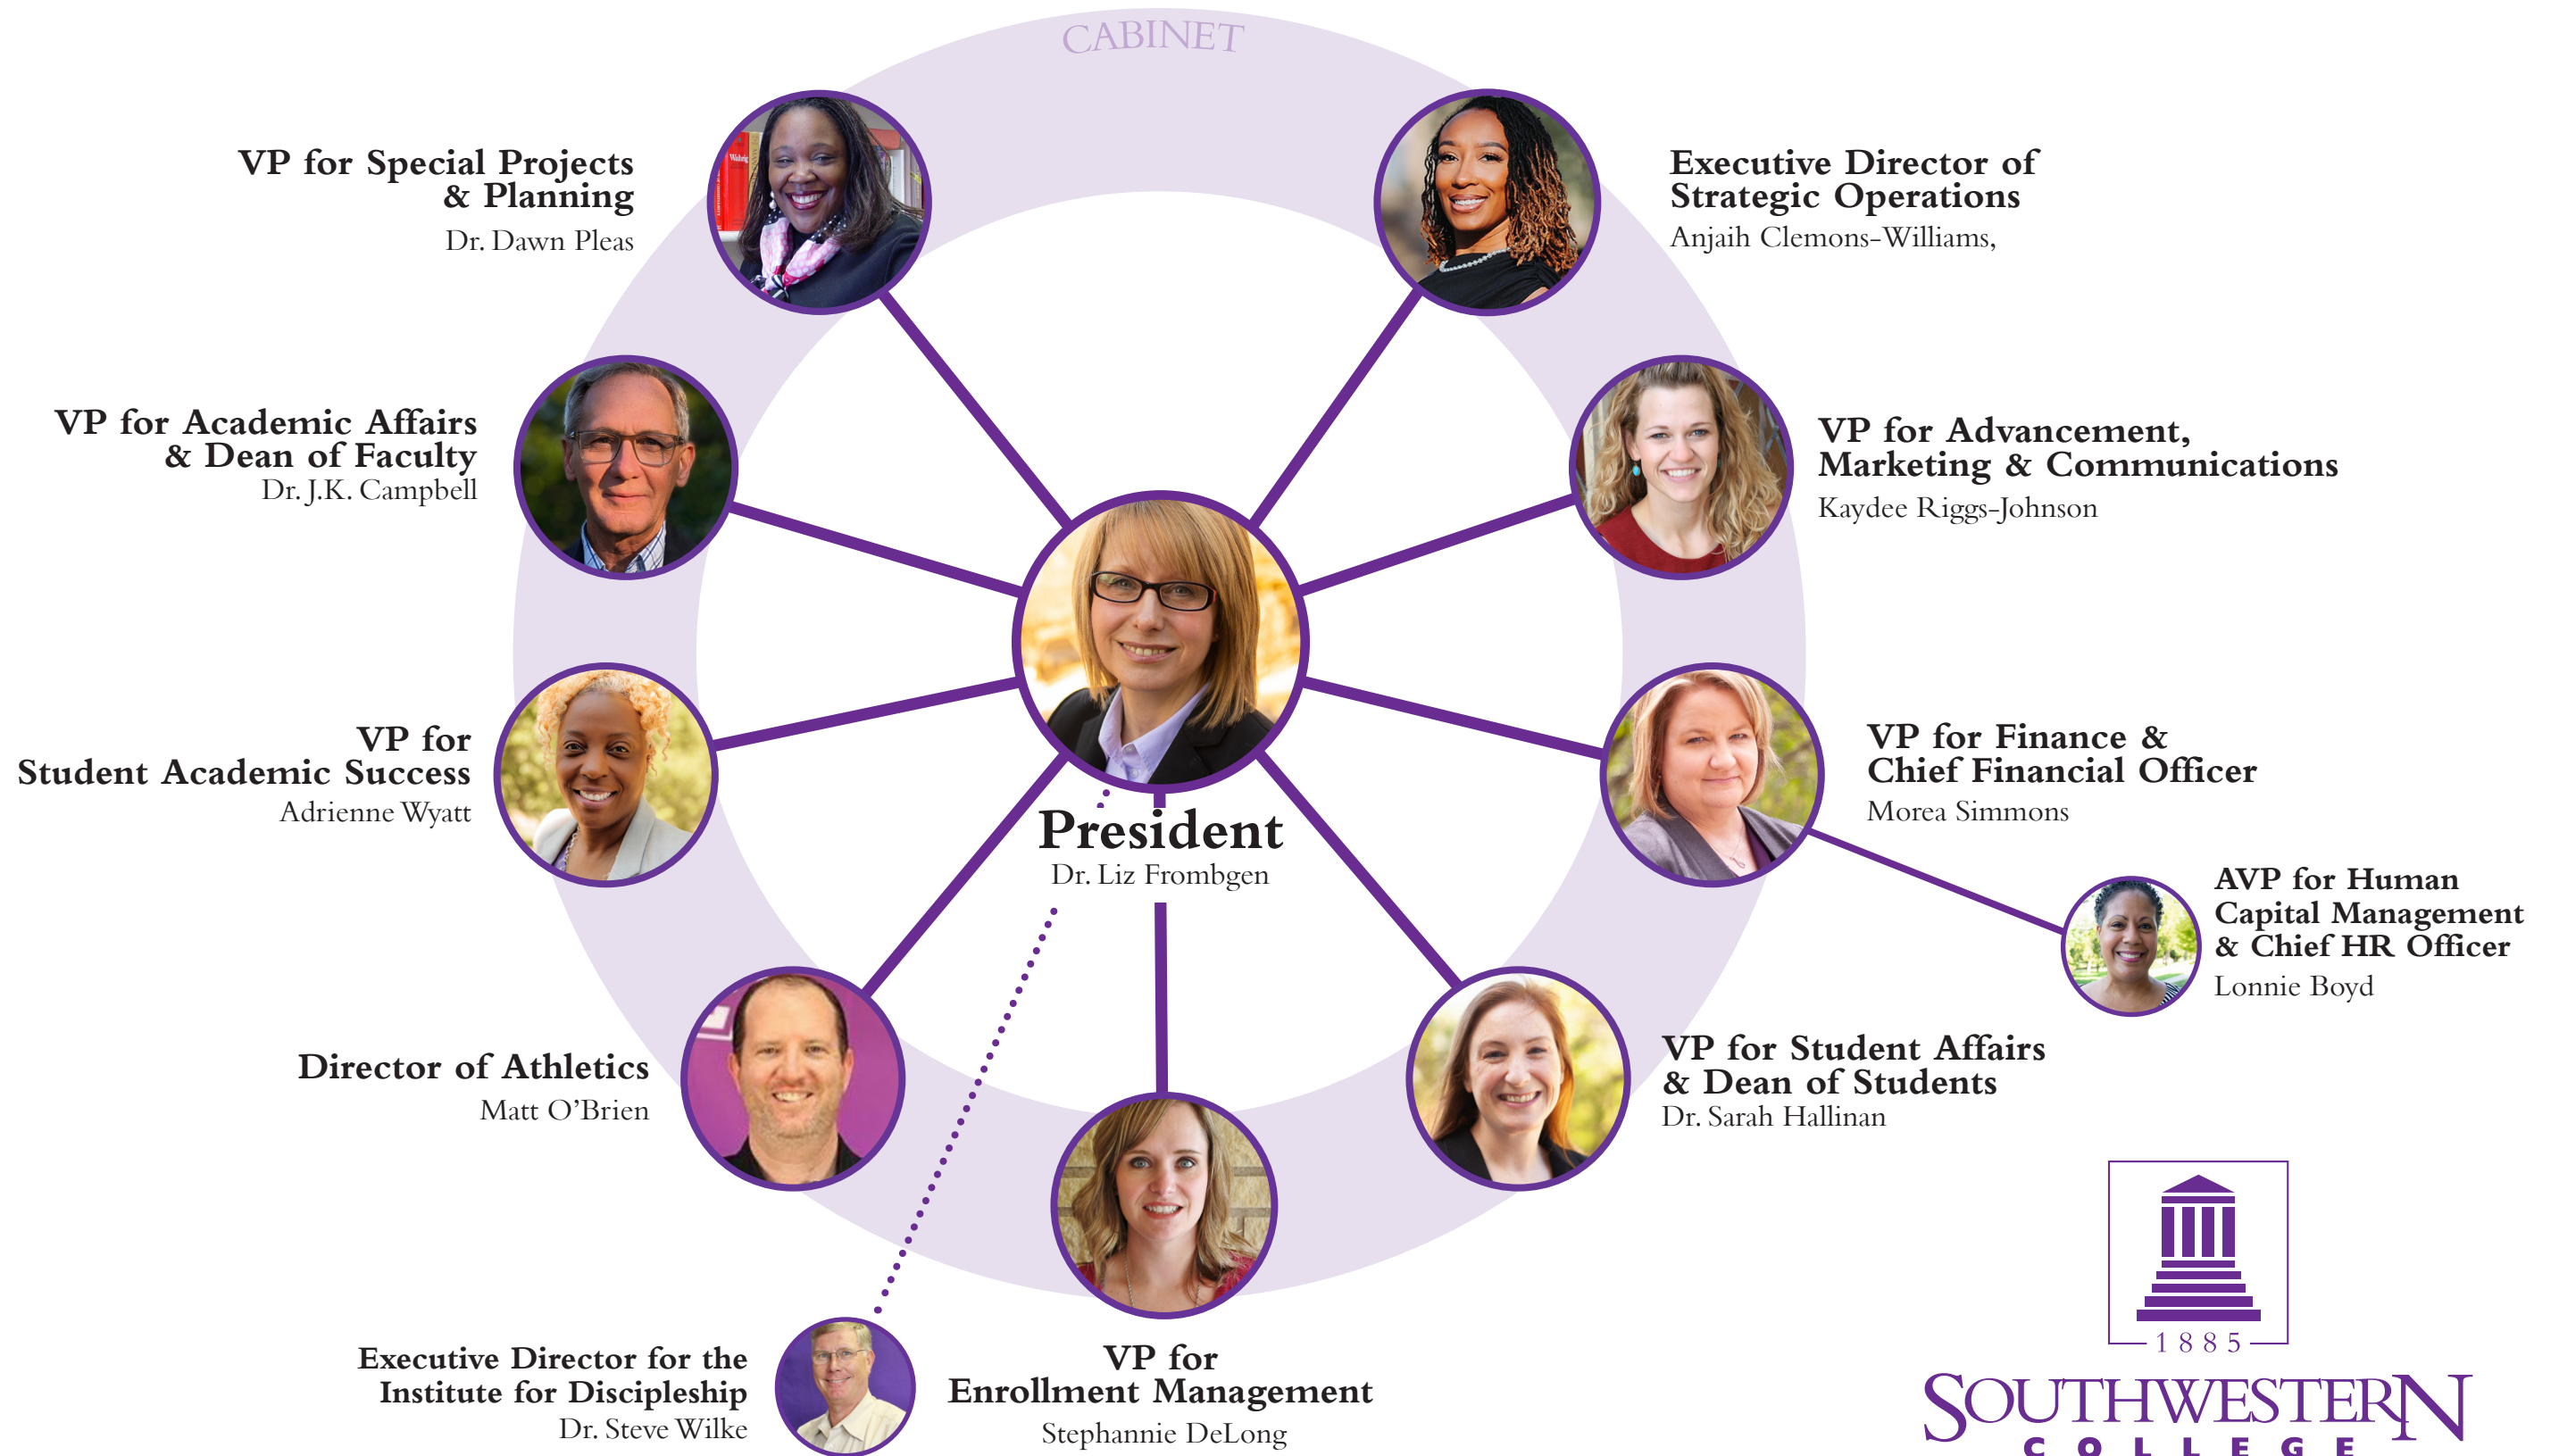 CABINET
VP for Special Projects
& Planning
Dr. Dawn Pleas
Executive Director of
Strategic Operations
Anjaih Clemons-Williams,
VP for Academic Affairs
& Dean of Faculty
Dr. J.K. Campbell
VP for Advancement,
Marketing & Communications
Kaydee Riggs-Johnson
VP for
Student Academic Success
Adrienne Wyatt
President
Dr. Liz Frombgen
VP for Finance &
Chief Financial Officer
Morea Simmons
AVP for Human
Capital Management
& Chief HR Officer
Lonnie Boyd
Director of Athletics
Matt O’Brien
VP for Student Affairs
& Dean of Students
Dr. Sarah Hallinan
Executive Director for the
Institute for Discipleship
Dr. Steve Wilke
VP for
Enrollment Management
Stephannie DeLong
1885
SOUTHWESTERN
COLLEGE